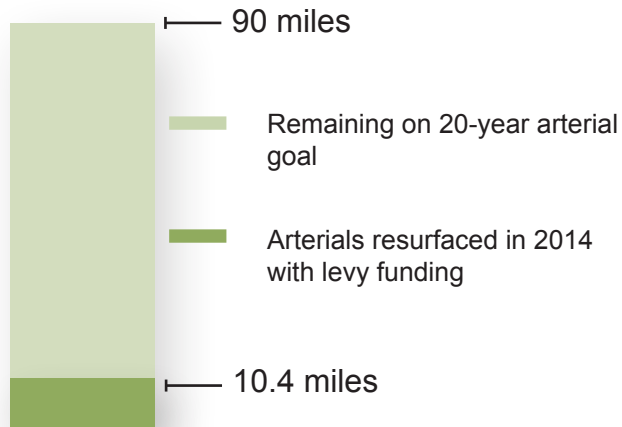 90 miles
Remaining on 20-year arterial
goal
Arterials resurfaced in 2014
with levy funding
10.4 miles